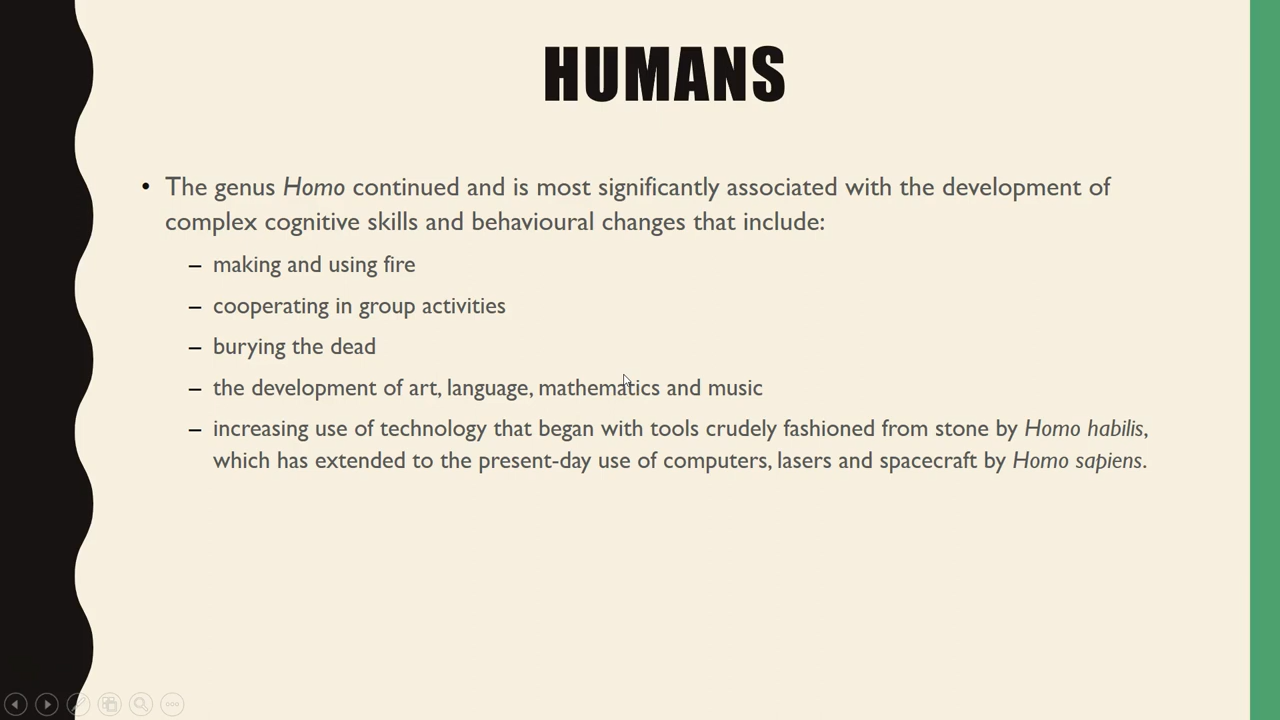 HUMANS
• The genus Homo continued and is most significantly associated with the development of
complex cognitive skills and behavioural changes that include:
– making and using fire
– cooperating in group activities
– burying the dead
– the development of art, language, mathematics and music
– increasing use of technology that began with tools crudely fashioned from stone by Homo habilis,
which has extended to the present-day use of computers, lasers and spacecraft by Homo sapiens.